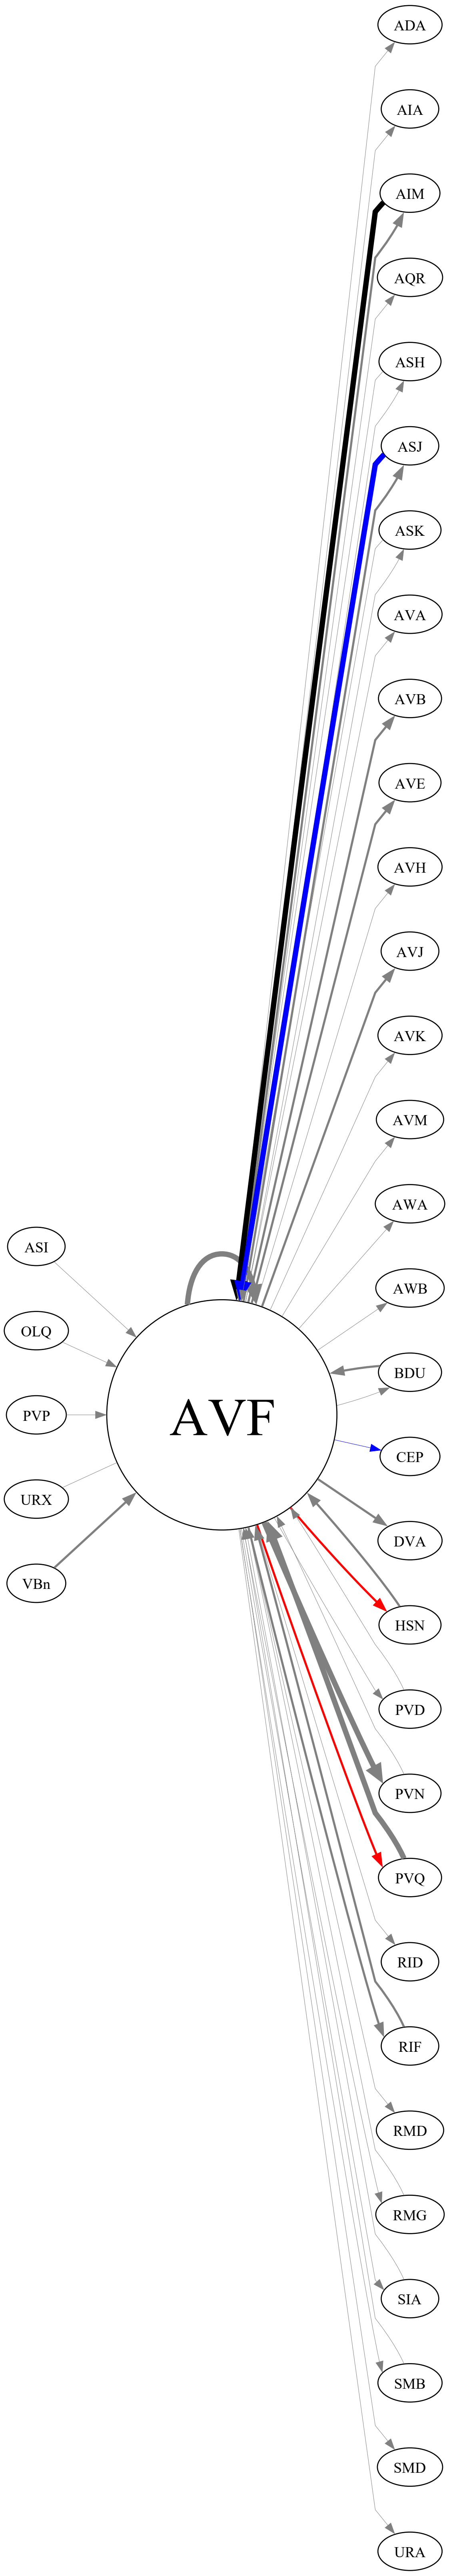 ADA
AIA
AIM
AQR
ASH
ASJ
ASK
AVA
AVB
AVE
AVH
AVJ
AVK
AVM
AWA
ASI
AWB
OLQ
BDU
PVP
AVF
CEP
URX
DVA
VBn
HSN
PVD
PVN
PVQ
RID
RIF
RMD
RMG
SIA
SMB
SMD
URA